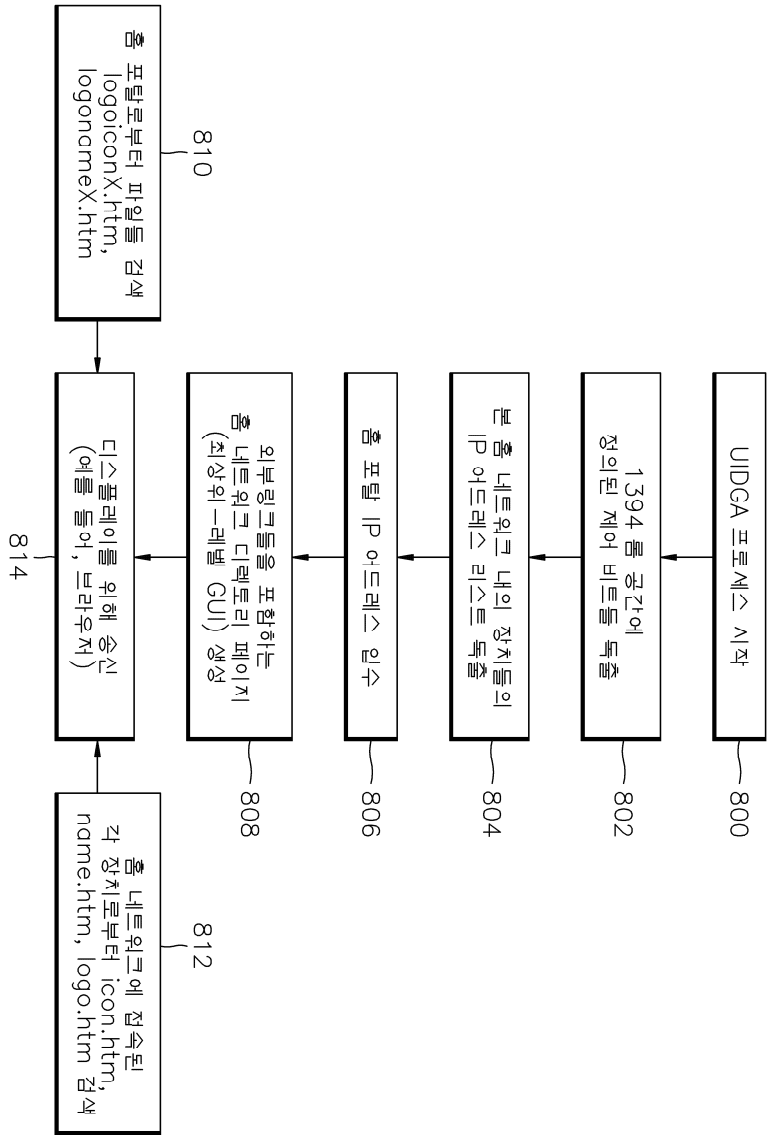 UIDGA 프로세스 시작
800
1394 롬 공간에
정의된 제어 비트들 독출
802
본 홈 네트워크 내의 장치들의
IP 어드레스 리스트 독출
804
홈 포탈 IP 어드레스 입수
806
외부링크들을 포함하는
홈 네트워크 디렉토리 페이지
(최상위-레벨 GUI) 생성
808
810
홈 포탈로부터 파일들 검색
logoiconX.htm,
logonameX.htm
디스플레이를 위해 송신
(예를 들어, 브라우저)
814
812
홈 네트워크에 접속된
각 장치로부터 icon.htm,
name.htm, logo.htm 검색